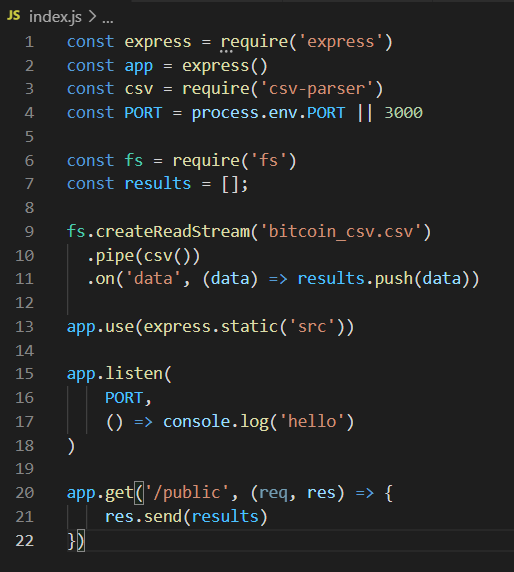 JS index.js > ...
1 const express = require('express')
2 const app = express()
3 const csv = require('csv-parser')
4 const PORT = process.env.PORT || 3000
5
6 const fs = require('fs')
7 const results = [];
8
9 fs.createReadStream('bitcoin_csv.csv')
10   .pipe(csv())
11   .on('data', (data) => results.push(data))
12
13 app.use(express.static('src'))
14
15 app.listen(
16     PORT,
17     () => console.log('hello')
18 )
19
20 app.get('/public', (req, res) => {
21     res.send(results)
22 })